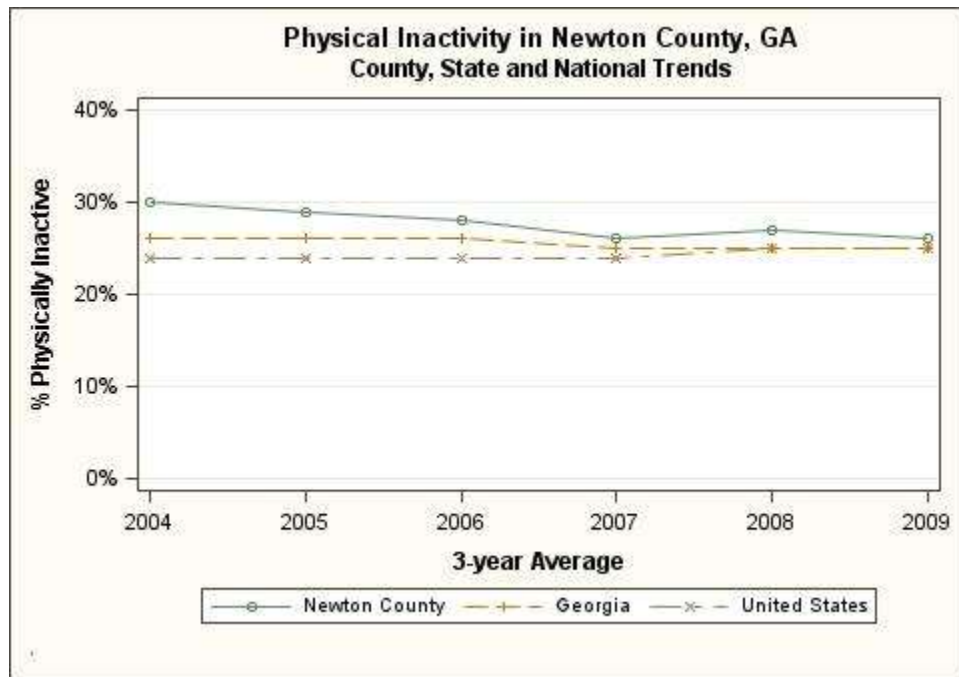 Physical Inactivity in Newton County, GA
County, State and National Trends
% Physically Inactive
40%
30%
20%
10%
0%
2004 2005 2006 2007 2008 2009
3-year Average
Newton County Georgia United States